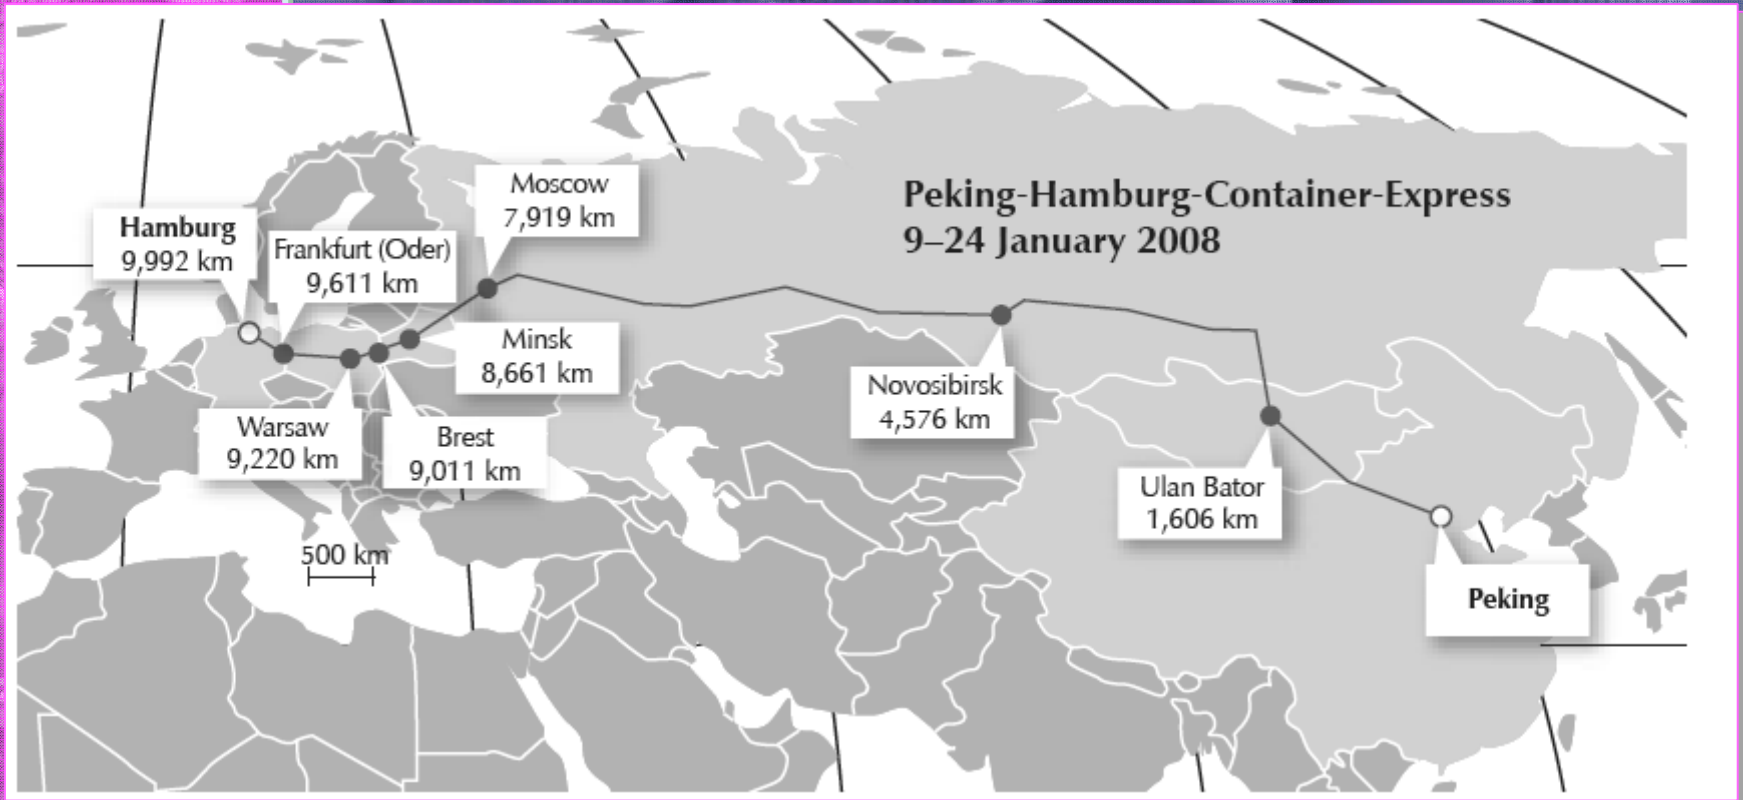 Peking-Hamburg-Container-Express
9–24 January 2008
Moscow
7,919 km
Hamburg
9,992 km
Frankfurt (Oder)
9,611 km
Minsk
8,661 km
Novosibirsk
4,576 km
Warsaw
9,220 km
Brest
9,011 km
Ulan Bator
1,606 km
500 km
Peking